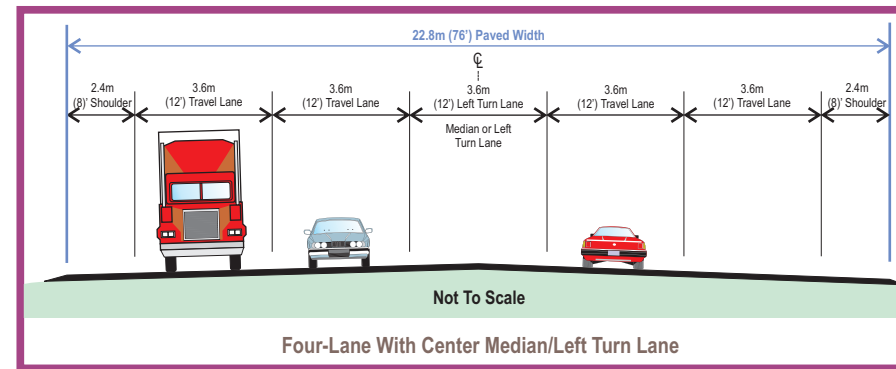 22.8m (76') Paved Width
℄
2.4m
(8)' Shoulder
3.6m
(12') Travel Lane
3.6m
(12') Travel Lane
3.6m
(12') Left Turn Lane
Median or Left
Turn Lane
3.6m
(12') Travel Lane
3.6m
(12') Travel Lane
2.4m
(8)' Shoulder
Not To Scale
Four-Lane With Center Median/Left Turn Lane